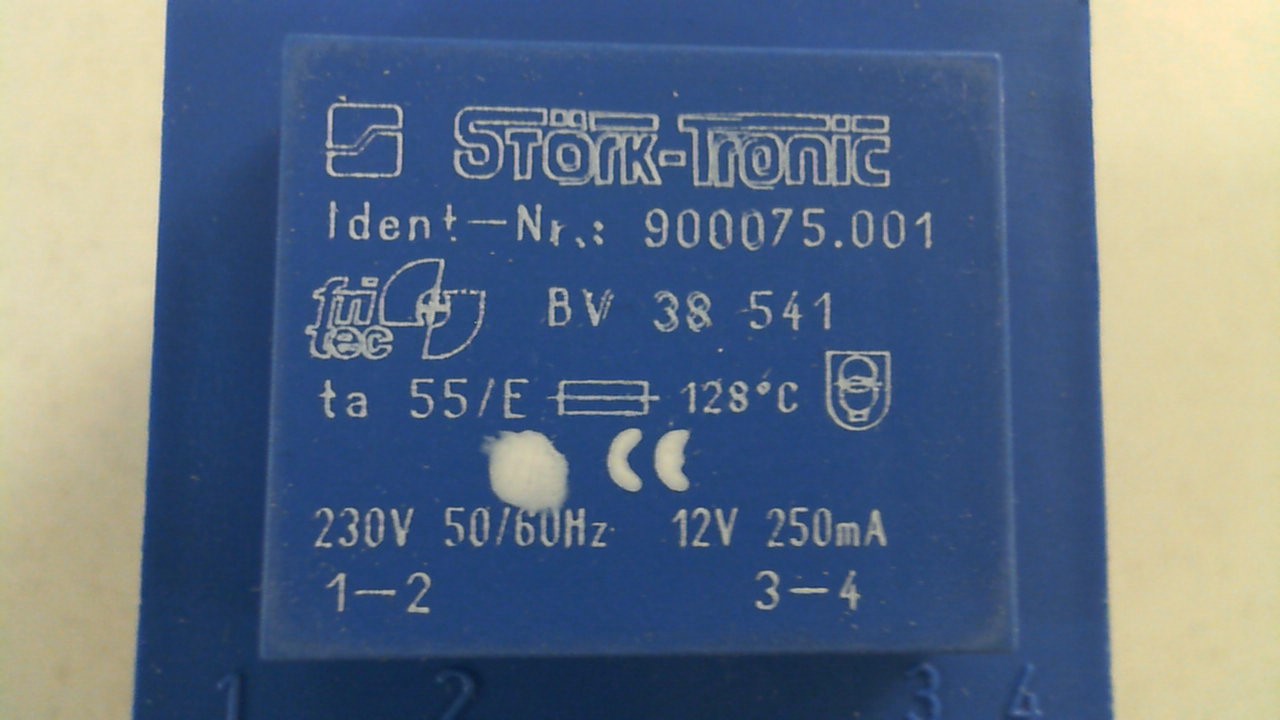 Störk-Tronic
Ident-Nr.: 900075.001
fritec BV 38 541
ta 55/E 128°C
CE
230V 50/60Hz 12V 250mA
1-2 3-4
1 2 3 4